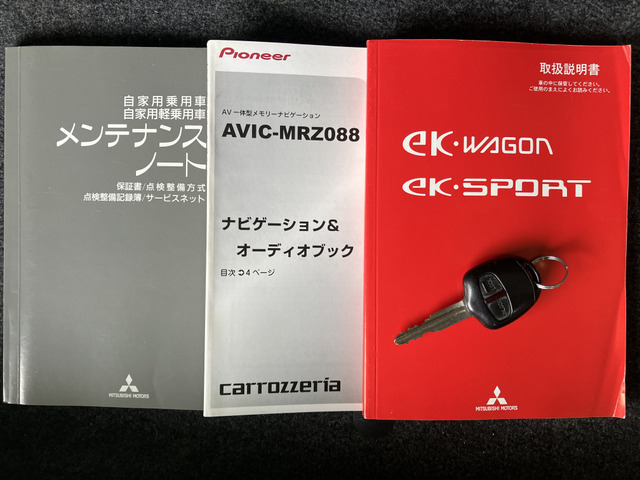 自家用乗用車
自家用軽乗用車
メンテナンス
ノート
保証書/点検整備方式
点検整備記録簿/サービスネット
MITSUBISHI MOTORS
Pioneer
AV一体型メモリーナビゲーション
AVIC-MRZ088
ナビゲーション&
オーディオブック
目次➲4ページ
carrozzeria
取扱説明書
車の中に保管してください。
ご使用のまえによくお読みください。
eK・WAGON
eK・SPORT
MITSUBISHI MOTORS